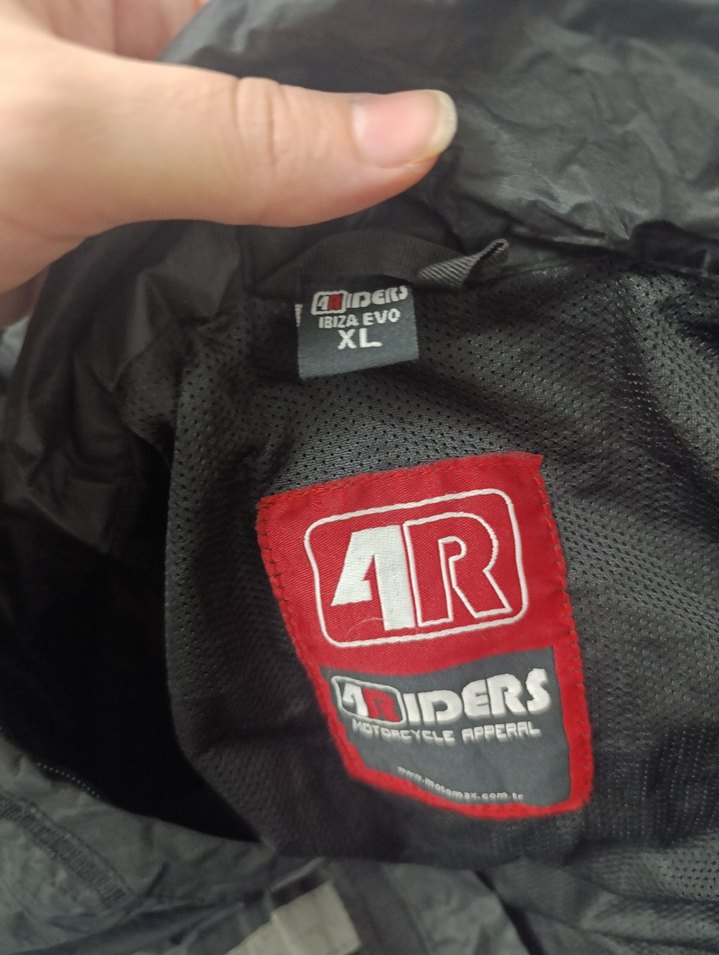 4RIDERS
IBIZA EVO
XL
4R
4RIDERS
MOTORCYCLE APPERAL
www.motomax.com.tr